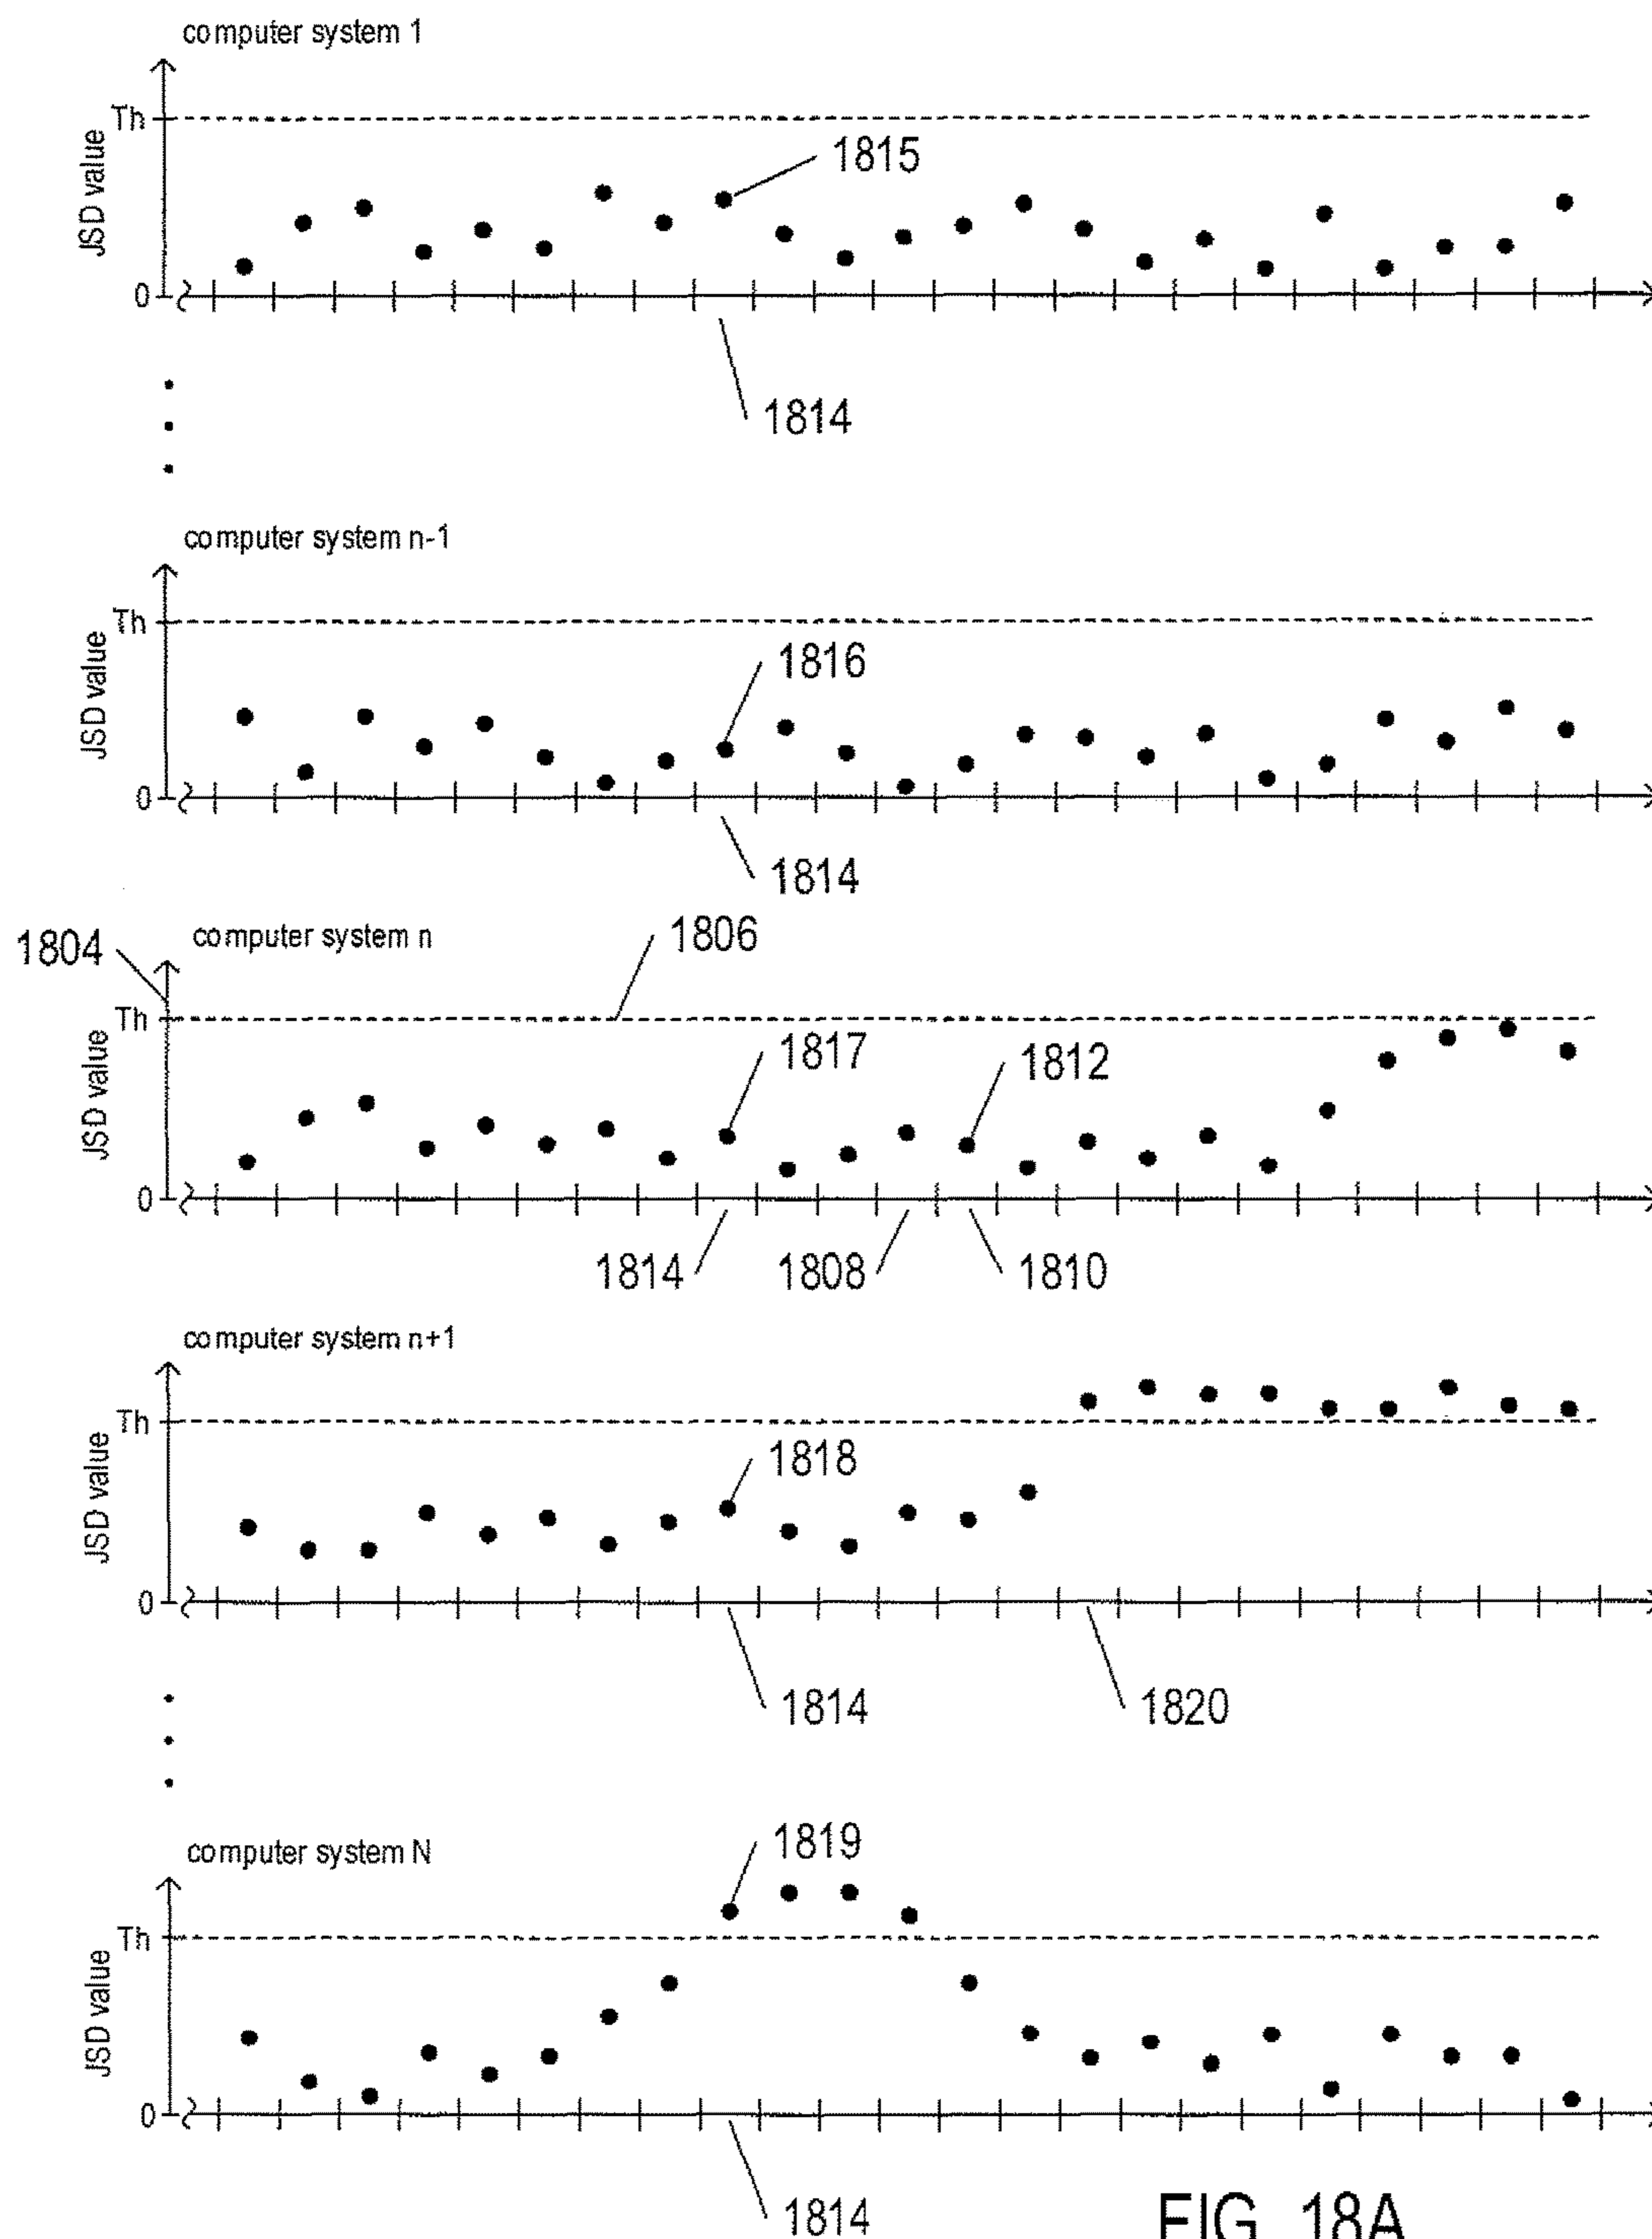 computer system 1
Th
JSD value
1815
0
1814
computer system n-1
Th
JSD value
1816
0
1814
1804
computer system n
1806
Th
JSD value
1817
1812
0
1814
1808
1810
computer system n+1
Th
JSD value
1818
0
1814
1820
computer system N
1819
Th
JSD value
0
1814
FIG. 18A